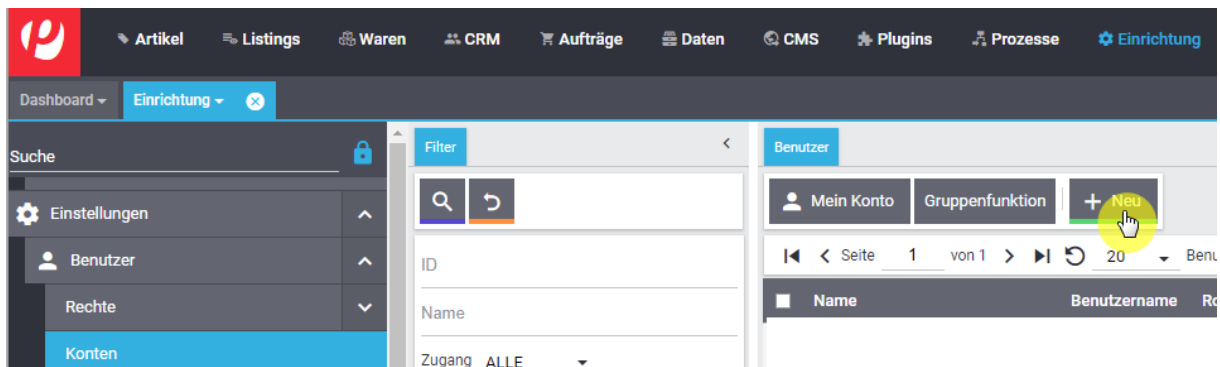 Artikel Listings Waren CRM Aufträge Daten CMS Plugins Prozesse Einrichtung
Dashboard Einrichtung
Suche
Einstellungen
Benutzer
Rechte
Konten
Filter
ID
Name
Zugang ALLE
Benutzer
Mein Konto Gruppenfunktion + Neu
Seite 1 von 1 20
Name Benutzername